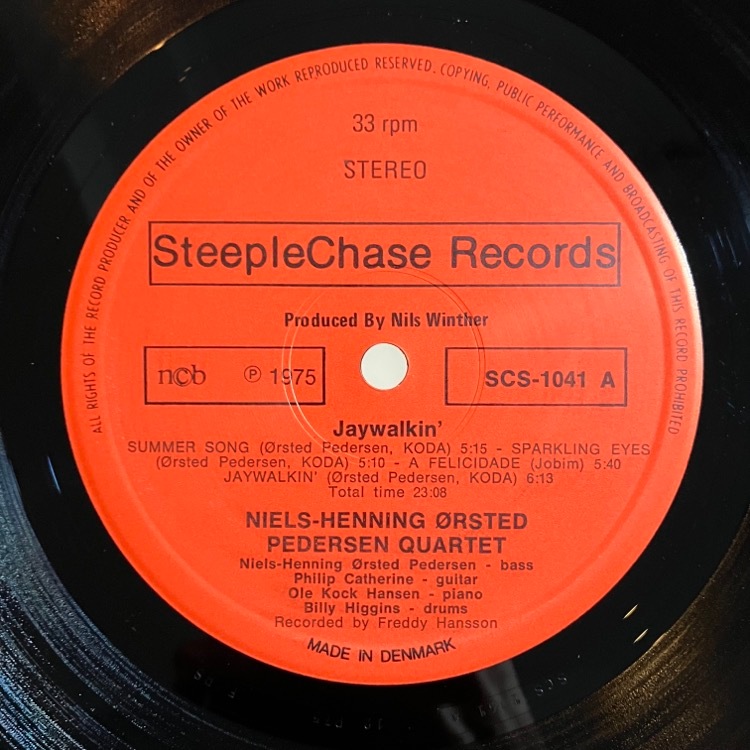 ALL RIGHTS OF THE RECORD PRODUCER AND OF THE OWNER OF THE WORK REPRODUCED RESERVED. COPYING, PUBLIC PERFORMANCE AND BROADCASTING OF THIS RECORD PROHIBITED
33 rpm
STEREO
SteepleChase Records
Produced By Nils Winther
ncb ℗ 1975
SCS-1041 A
Jaywalkin'
SUMMER SONG (Ørsted Pedersen, KODA) 5:15 - SPARKLING EYES
(Ørsted Pedersen, KODA) 5:10 - A FELICIDADE (Jobim) 5:40
JAYWALKIN' (Ørsted Pedersen, KODA) 6:13
Total time 23:08
NIELS-HENNING ØRSTED
PEDERSEN QUARTET
Niels-Henning Ørsted Pedersen - bass
Philip Catherine - guitar
Ole Kock Hansen - piano
Billy Higgins - drums
Recorded by Freddy Hansson
MADE IN DENMARK